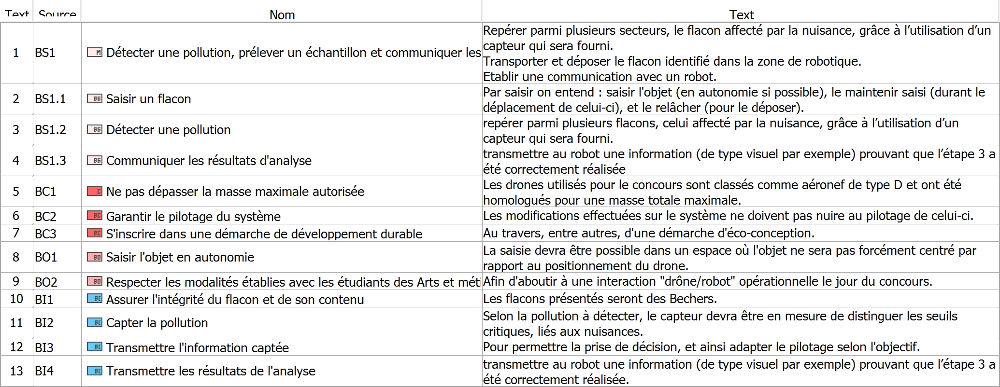 Text Source Nom Text
1 BS1 M Détecter une pollution, prélever un échantillon et communiquer les
Repérer parmi plusieurs secteurs, le flacon affecté par la nuisance, grâce à l’utilisation d’un
capteur qui sera fourni.
Transporter et déposer le flacon identifié dans la zone de robotique.
Etablir une communication avec un robot.
2 BS1.1 BG Saisir un flacon
Par saisir on entend : saisir l'objet (en autonomie si possible), le maintenir saisi (durant le
déplacement de celui-ci), et le relâcher (pour le déposer).
3 BS1.2 BG Détecter une pollution
repérer parmi plusieurs flacons, celui affecté par la nuisance, grâce à l’utilisation d’un
capteur qui sera fourni.
4 BS1.3 BG Communiquer les résultats d'analyse
transmettre au robot une information (de type visuel par exemple) prouvant que l’étape 3 a
été correctement réalisée
5 BC1 C Ne pas dépasser la masse maximale autorisée
Les drones utilisés pour le concours sont classés comme aéronef de type D et ont été
homologués pour une masse totale maximale.
6 BC2 BC Garantir le pilotage du système
Les modifications effectuées sur le système ne doivent pas nuire au pilotage de celui-ci.
7 BC3 BC S'inscrire dans une démarche de développement durable
Au travers, entre autres, d'une démarche d'éco-conception.
8 BO1 BO Saisir l'objet en autonomie
La saisie devra être possible dans un espace où l'objet ne sera pas forcément centré par
rapport au positionnement du drone.
9 BO2 BO Respecter les modalités établies avec les étudiants des Arts et méti
Afin d'aboutir à une interaction "drône/robot" opérationnelle le jour du concours.
10 BI1 BC Assurer l'intégrité du flacon et de son contenu
Les flacons présentés seront des Bechers.
11 BI2 BC Capter la pollution
Selon la pollution à détecter, le capteur devra être en mesure de distinguer les seuils
critiques, liés aux nuisances.
12 BI3 BC Transmettre l'information captée
Pour permettre la prise de décision, et ainsi adapter le pilotage selon l'objectif.
13 BI4 BC Transmettre les résultats de l'analyse
transmettre au robot une information (de type visuel par exemple) prouvant que l’étape 3 a
été correctement réalisée.